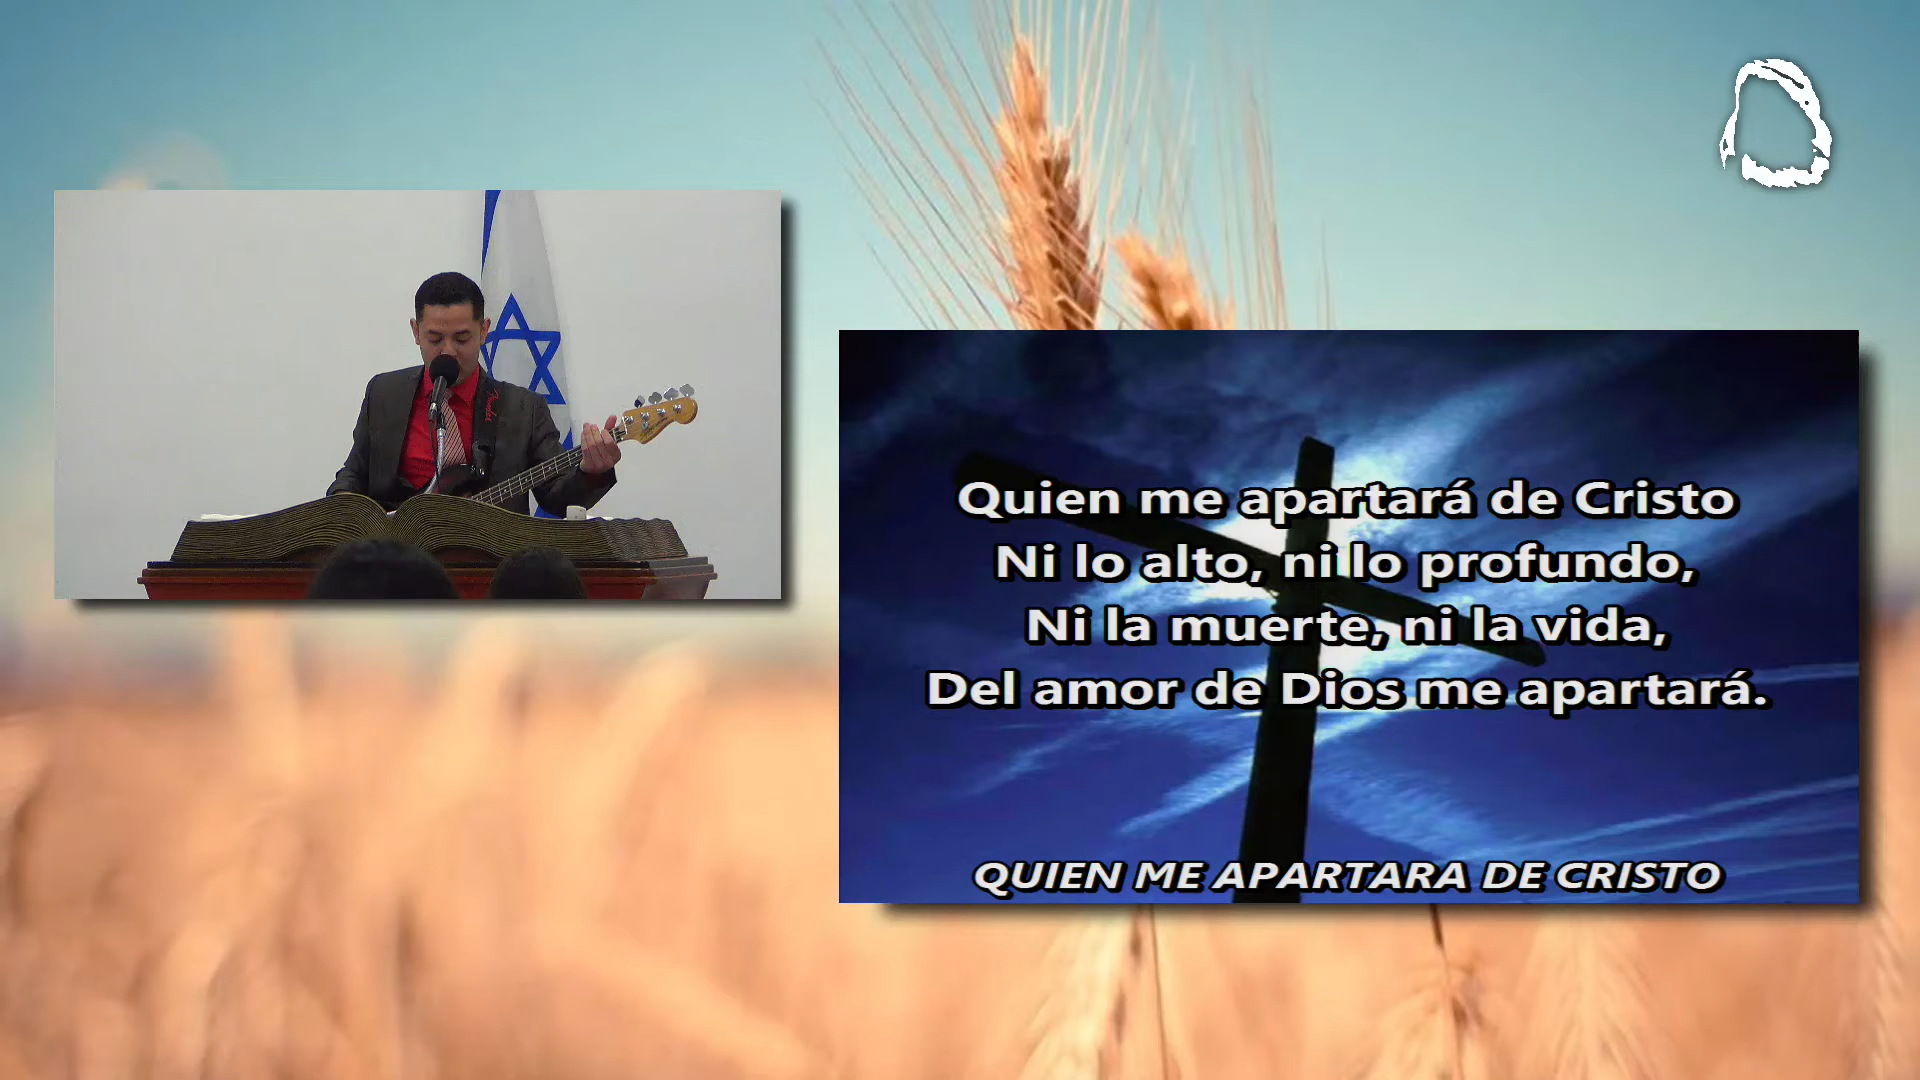 Quien me apartará de Cristo
Ni lo alto, ni lo profundo,
Ni la muerte, ni la vida,
Del amor de Dios me apartará.
QUIEN ME APARTARA DE CRISTO
Fender